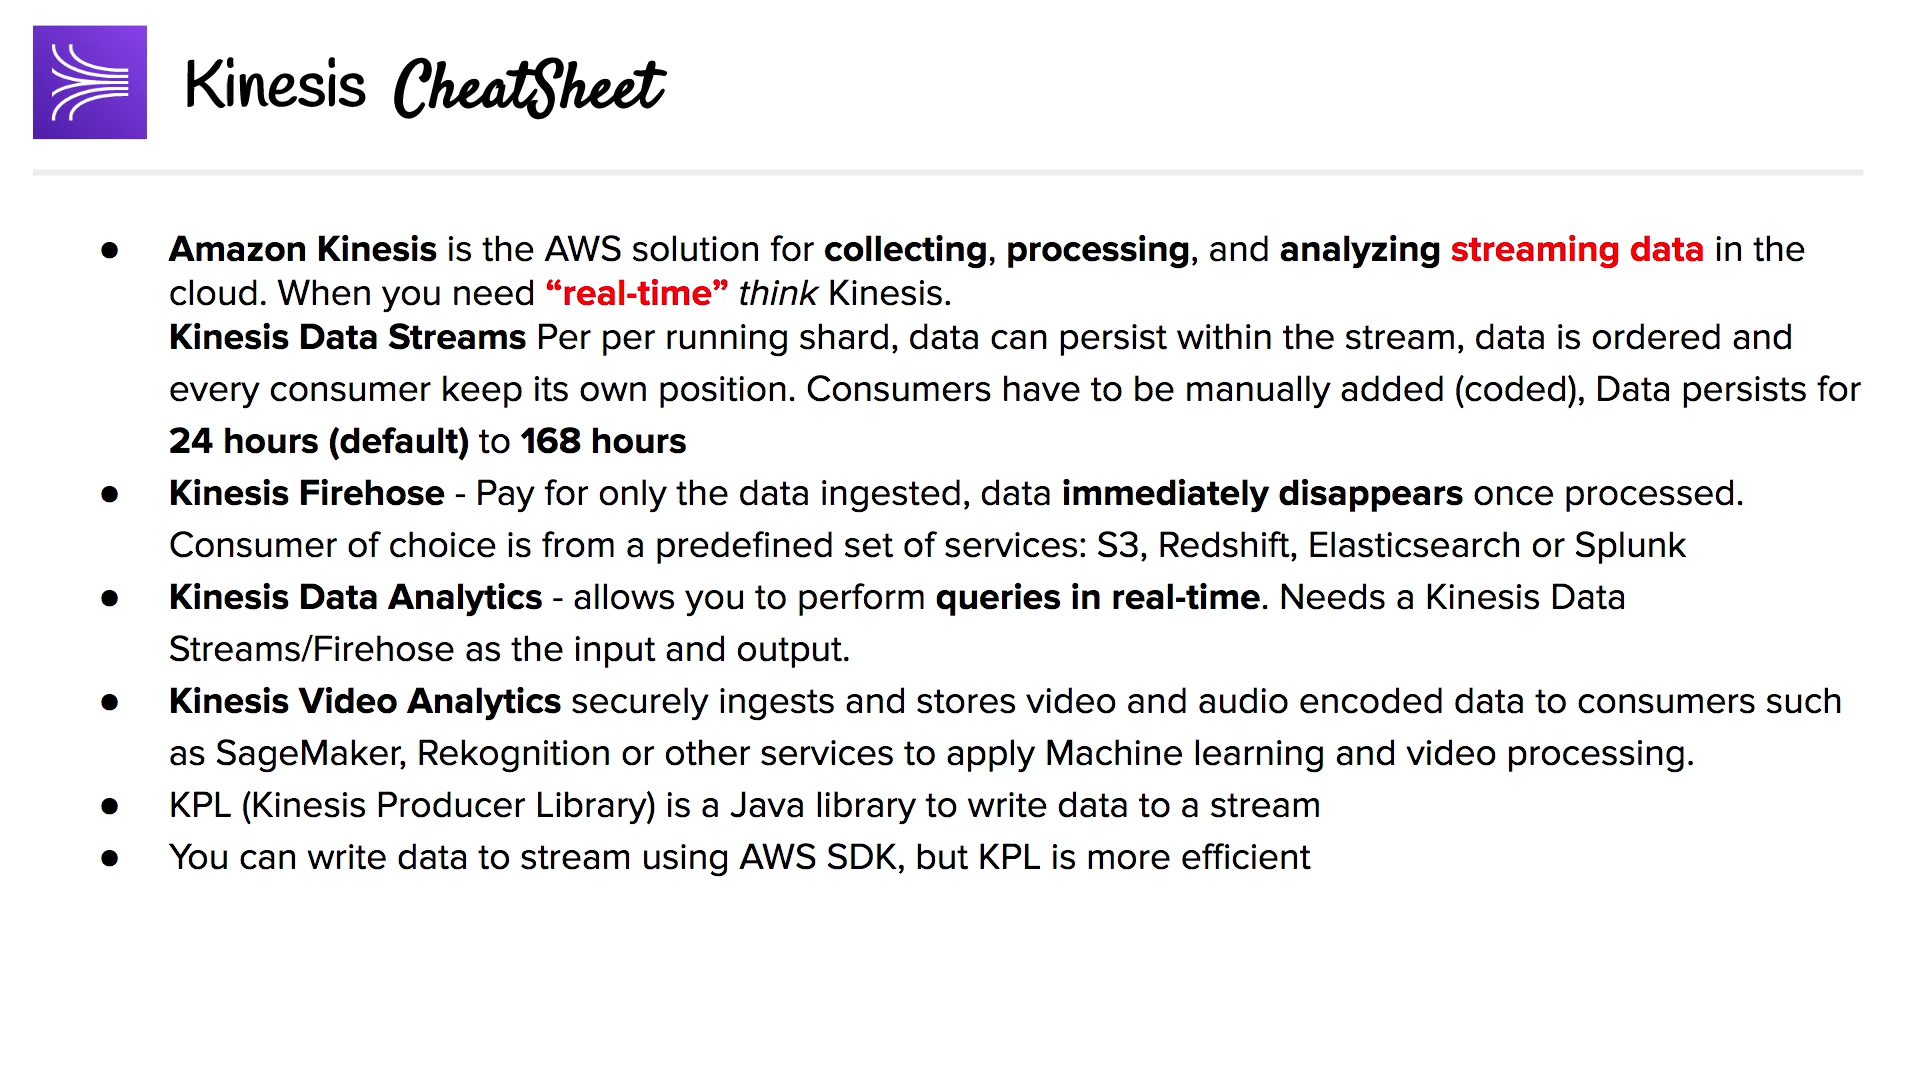 Kinesis CheatSheet
● Amazon Kinesis is the AWS solution for collecting, processing, and analyzing streaming data in the
cloud. When you need “real-time” think Kinesis.
Kinesis Data Streams Per per running shard, data can persist within the stream, data is ordered and
every consumer keep its own position. Consumers have to be manually added (coded), Data persists for
24 hours (default) to 168 hours
● Kinesis Firehose - Pay for only the data ingested, data immediately disappears once processed.
Consumer of choice is from a predefined set of services: S3, Redshift, Elasticsearch or Splunk
● Kinesis Data Analytics - allows you to perform queries in real-time. Needs a Kinesis Data
Streams/Firehose as the input and output.
● Kinesis Video Analytics securely ingests and stores video and audio encoded data to consumers such
as SageMaker, Rekognition or other services to apply Machine learning and video processing.
● KPL (Kinesis Producer Library) is a Java library to write data to a stream
● You can write data to stream using AWS SDK, but KPL is more efficient